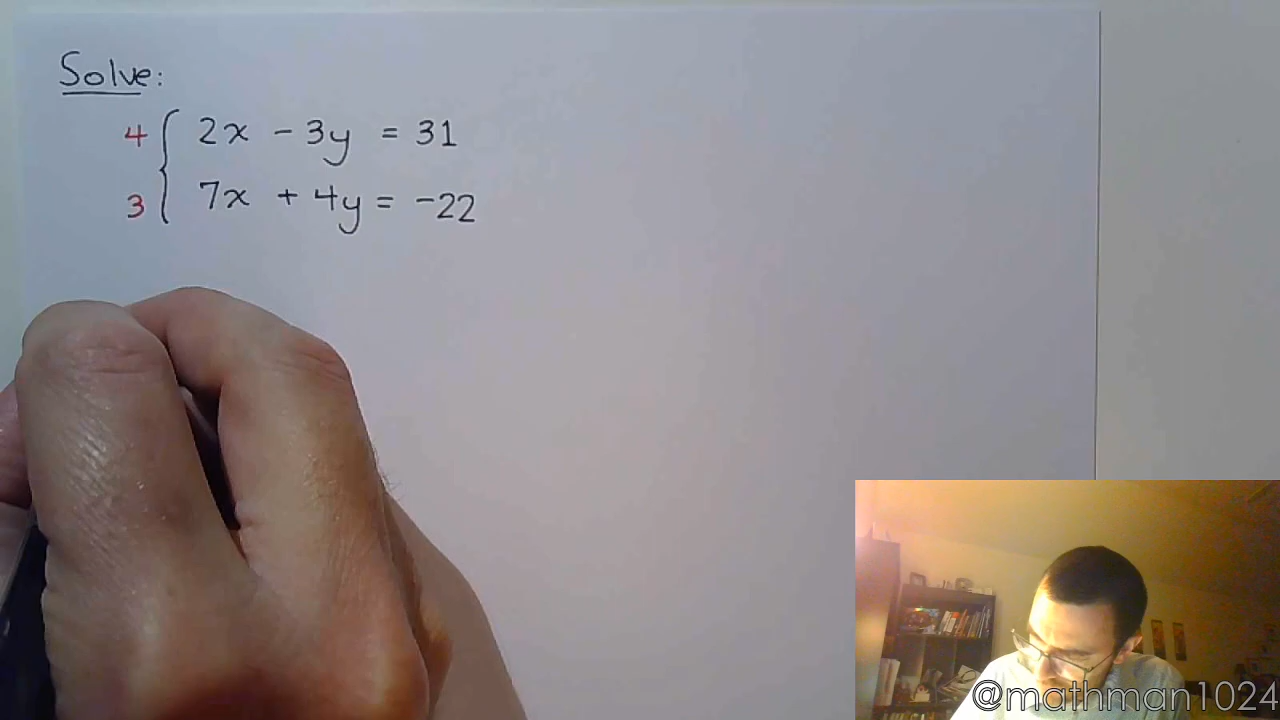 Solve:
4 { 2x - 3y = 31
3 { 7x + 4y = -22
@mathman1024